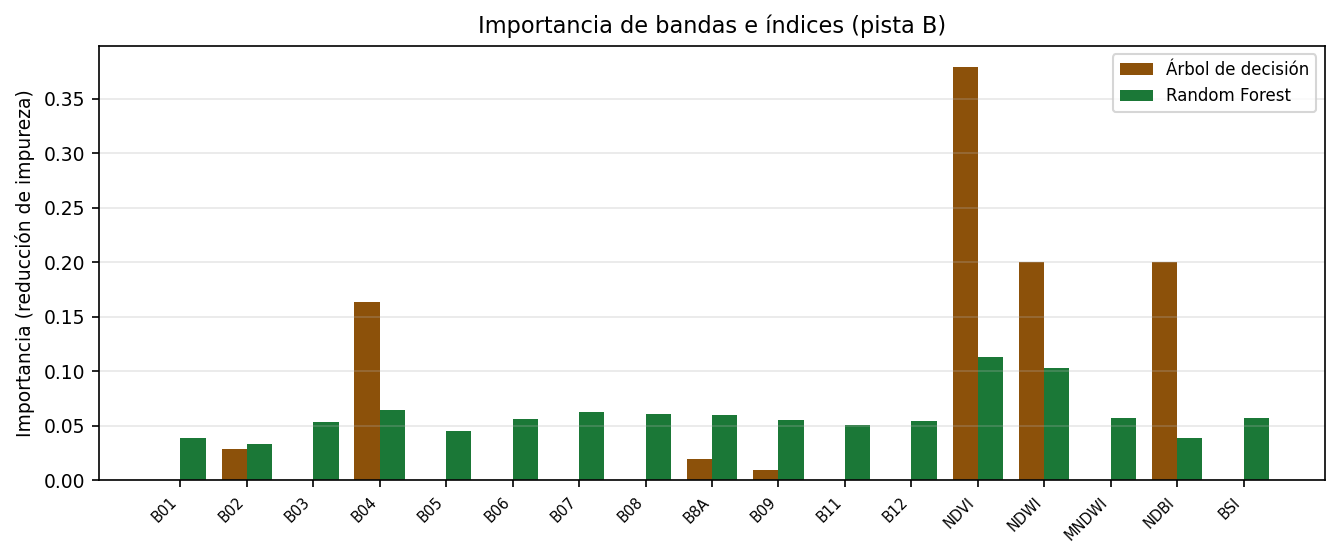 Importancia de bandas e índices (pista B)
Árbol de decisión
Random Forest
Importancia (reducción de impureza)
0.35
0.30
0.25
0.20
0.15
0.10
0.05
0.00
B01
B02
B03
B04
B05
B06
B07
B08
B8A
B09
B11
B12
NDVI
NDWI
MNDWI
NDBI
BSI